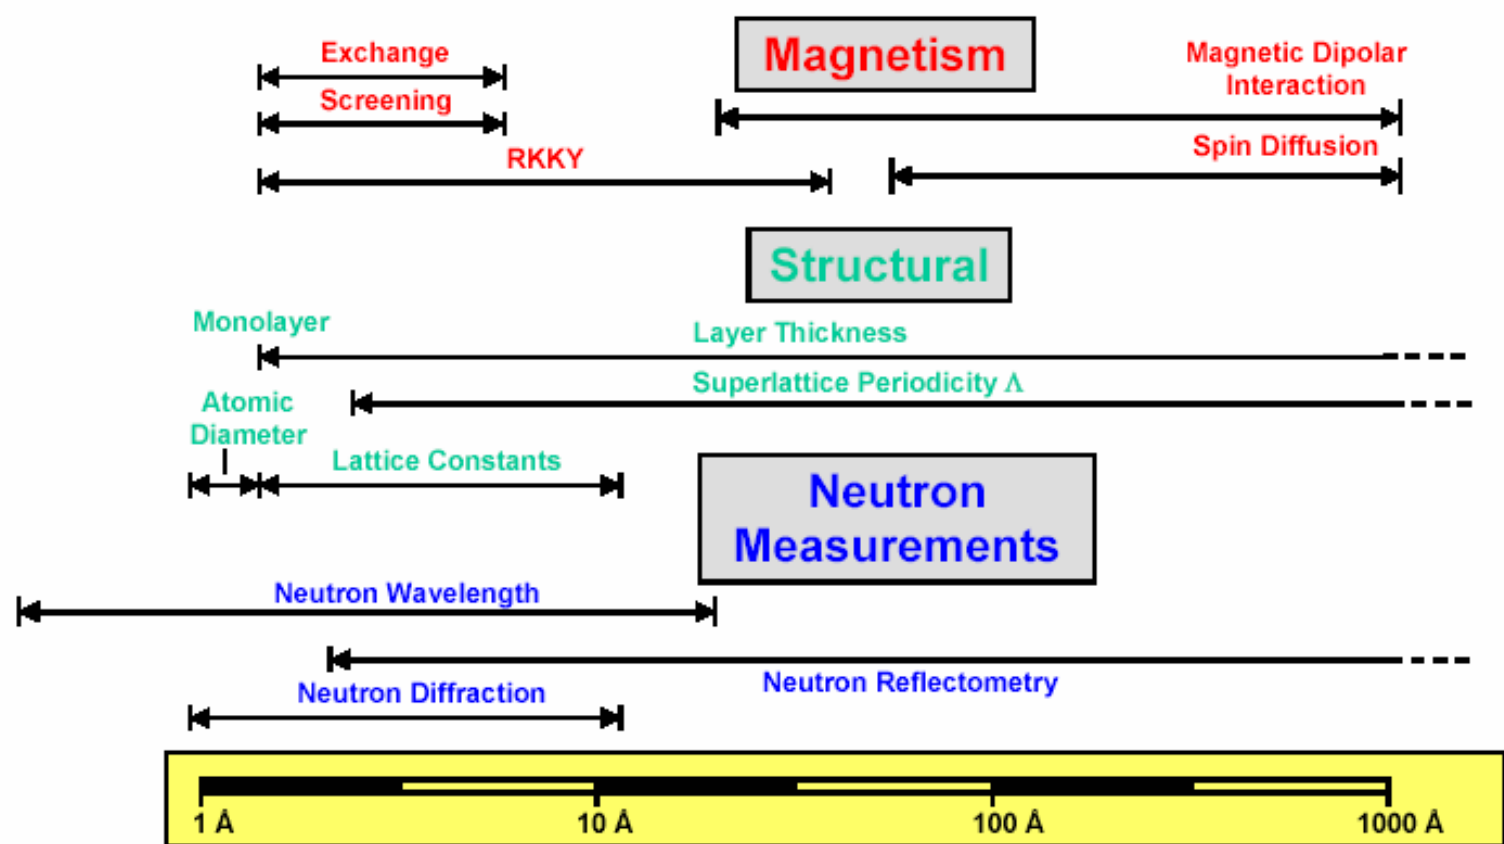 Magnetism
Exchange
Screening
RKKY
Magnetic Dipolar
Interaction
Spin Diffusion
Structural
Monolayer
Layer Thickness
Superlattice Periodicity Λ
Atomic
Diameter
Lattice Constants
Neutron
Measurements
Neutron Wavelength
Neutron Reflectometry
Neutron Diffraction
1 Å
10 Å
100 Å
1000 Å